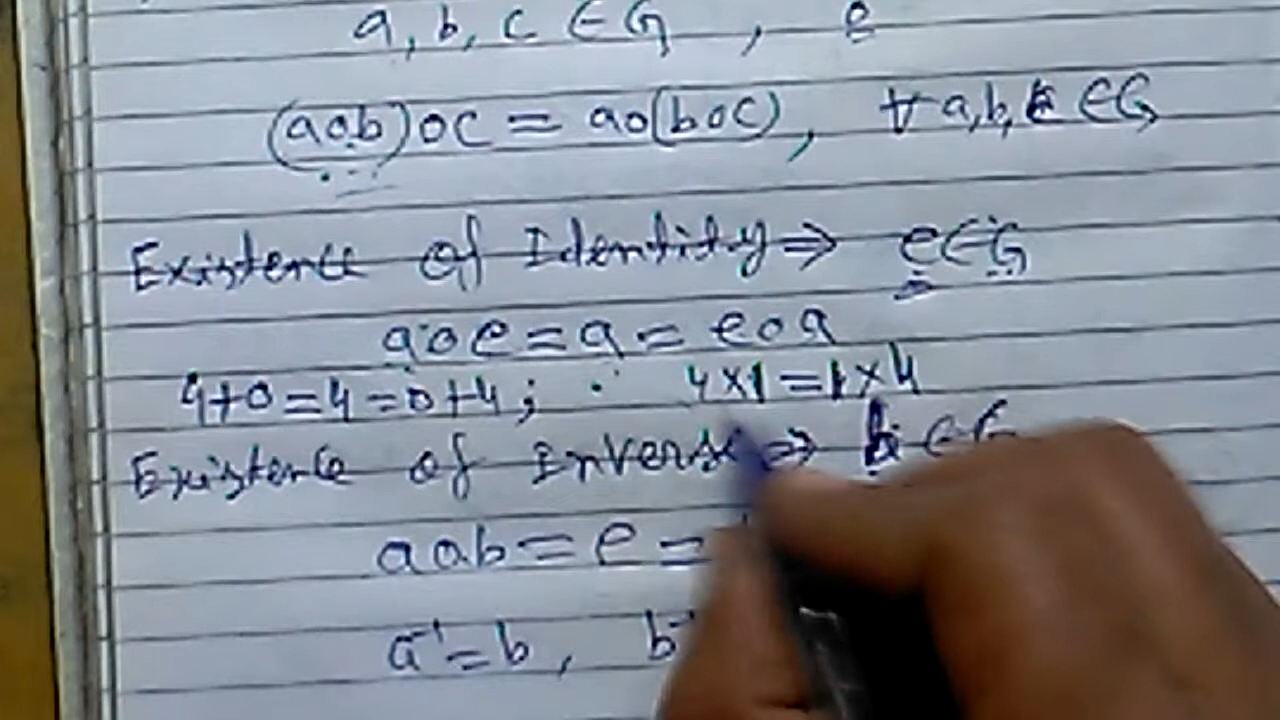 a, b, c ∈ G , e
(aob)oc = ao(boc), ∀ a,b,c ∈ G
Existence of Identity ⇒ e∈G
aoe = a = eoa
4+0=4=0+4; 4×1=1×4
Existence of Inverse ⇒ b ∈ G
aob = e =
a⁻¹=b, b⁻¹